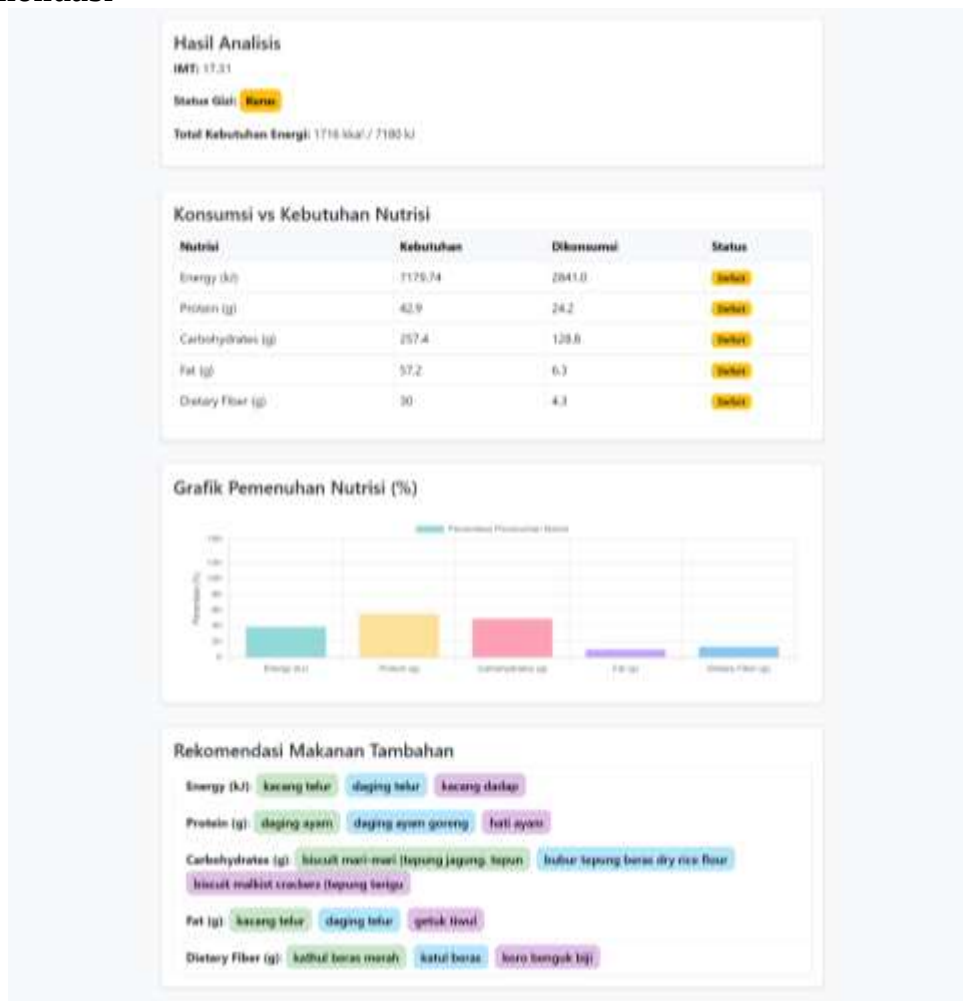 Hasil Analisis
IMT: 17.31
Status Gizi: Kurus
Total Kebutuhan Energi: 1716 kkal / 7180 kJ
Konsumsi vs Kebutuhan Nutrisi
Nutrisi Kebutuhan Dikonsumsi Status
Energy (kJ) 7179.74 2841.0 Defisit
Protein (g) 42.9 24.2 Defisit
Carbohydrates (g) 257.4 128.8 Defisit
Fat (g) 57.2 6.3 Defisit
Dietary Fiber (g) 30 4.3 Defisit
Grafik Pemenuhan Nutrisi (%)
Persentase Pemenuhan Nutrisi
Persentase (%)
Energy (kJ) Protein (g) Carbohydrates (g) Fat (g) Dietary Fiber (g)
Rekomendasi Makanan Tambahan
Energy (kJ): kacang telur daging telur kacang dadap
Protein (g): daging ayam daging ayam goreng hati ayam
Carbohydrates (g): biscuit mari-mari (tepung jagung, tepun bubur tepung beras dry rice flour
biscuit malkist crackers (tepung terigu
Fat (g): kacang telur daging telur getuk tiwul
Dietary Fiber (g): kathul beras merah katul beras koro benguk biji